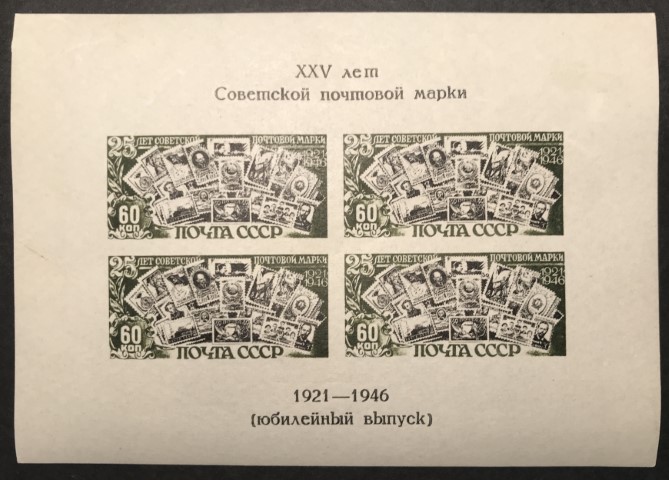 XXV лет
Советской почтовой марки
25 ЛЕТ СОВЕТСКОЙ ПОЧТОВОЙ МАРКИ
1921
1946
60
КОП
ПОЧТА СССР
25 ЛЕТ СОВЕТСКОЙ ПОЧТОВОЙ МАРКИ
1921
1946
60
КОП
ПОЧТА СССР
25 ЛЕТ СОВЕТСКОЙ ПОЧТОВОЙ МАРКИ
1921
1946
60
КОП
ПОЧТА СССР
25 ЛЕТ СОВЕТСКОЙ ПОЧТОВОЙ МАРКИ
1921
1946
60
КОП
ПОЧТА СССР
1921—1946
(юбилейный выпуск)